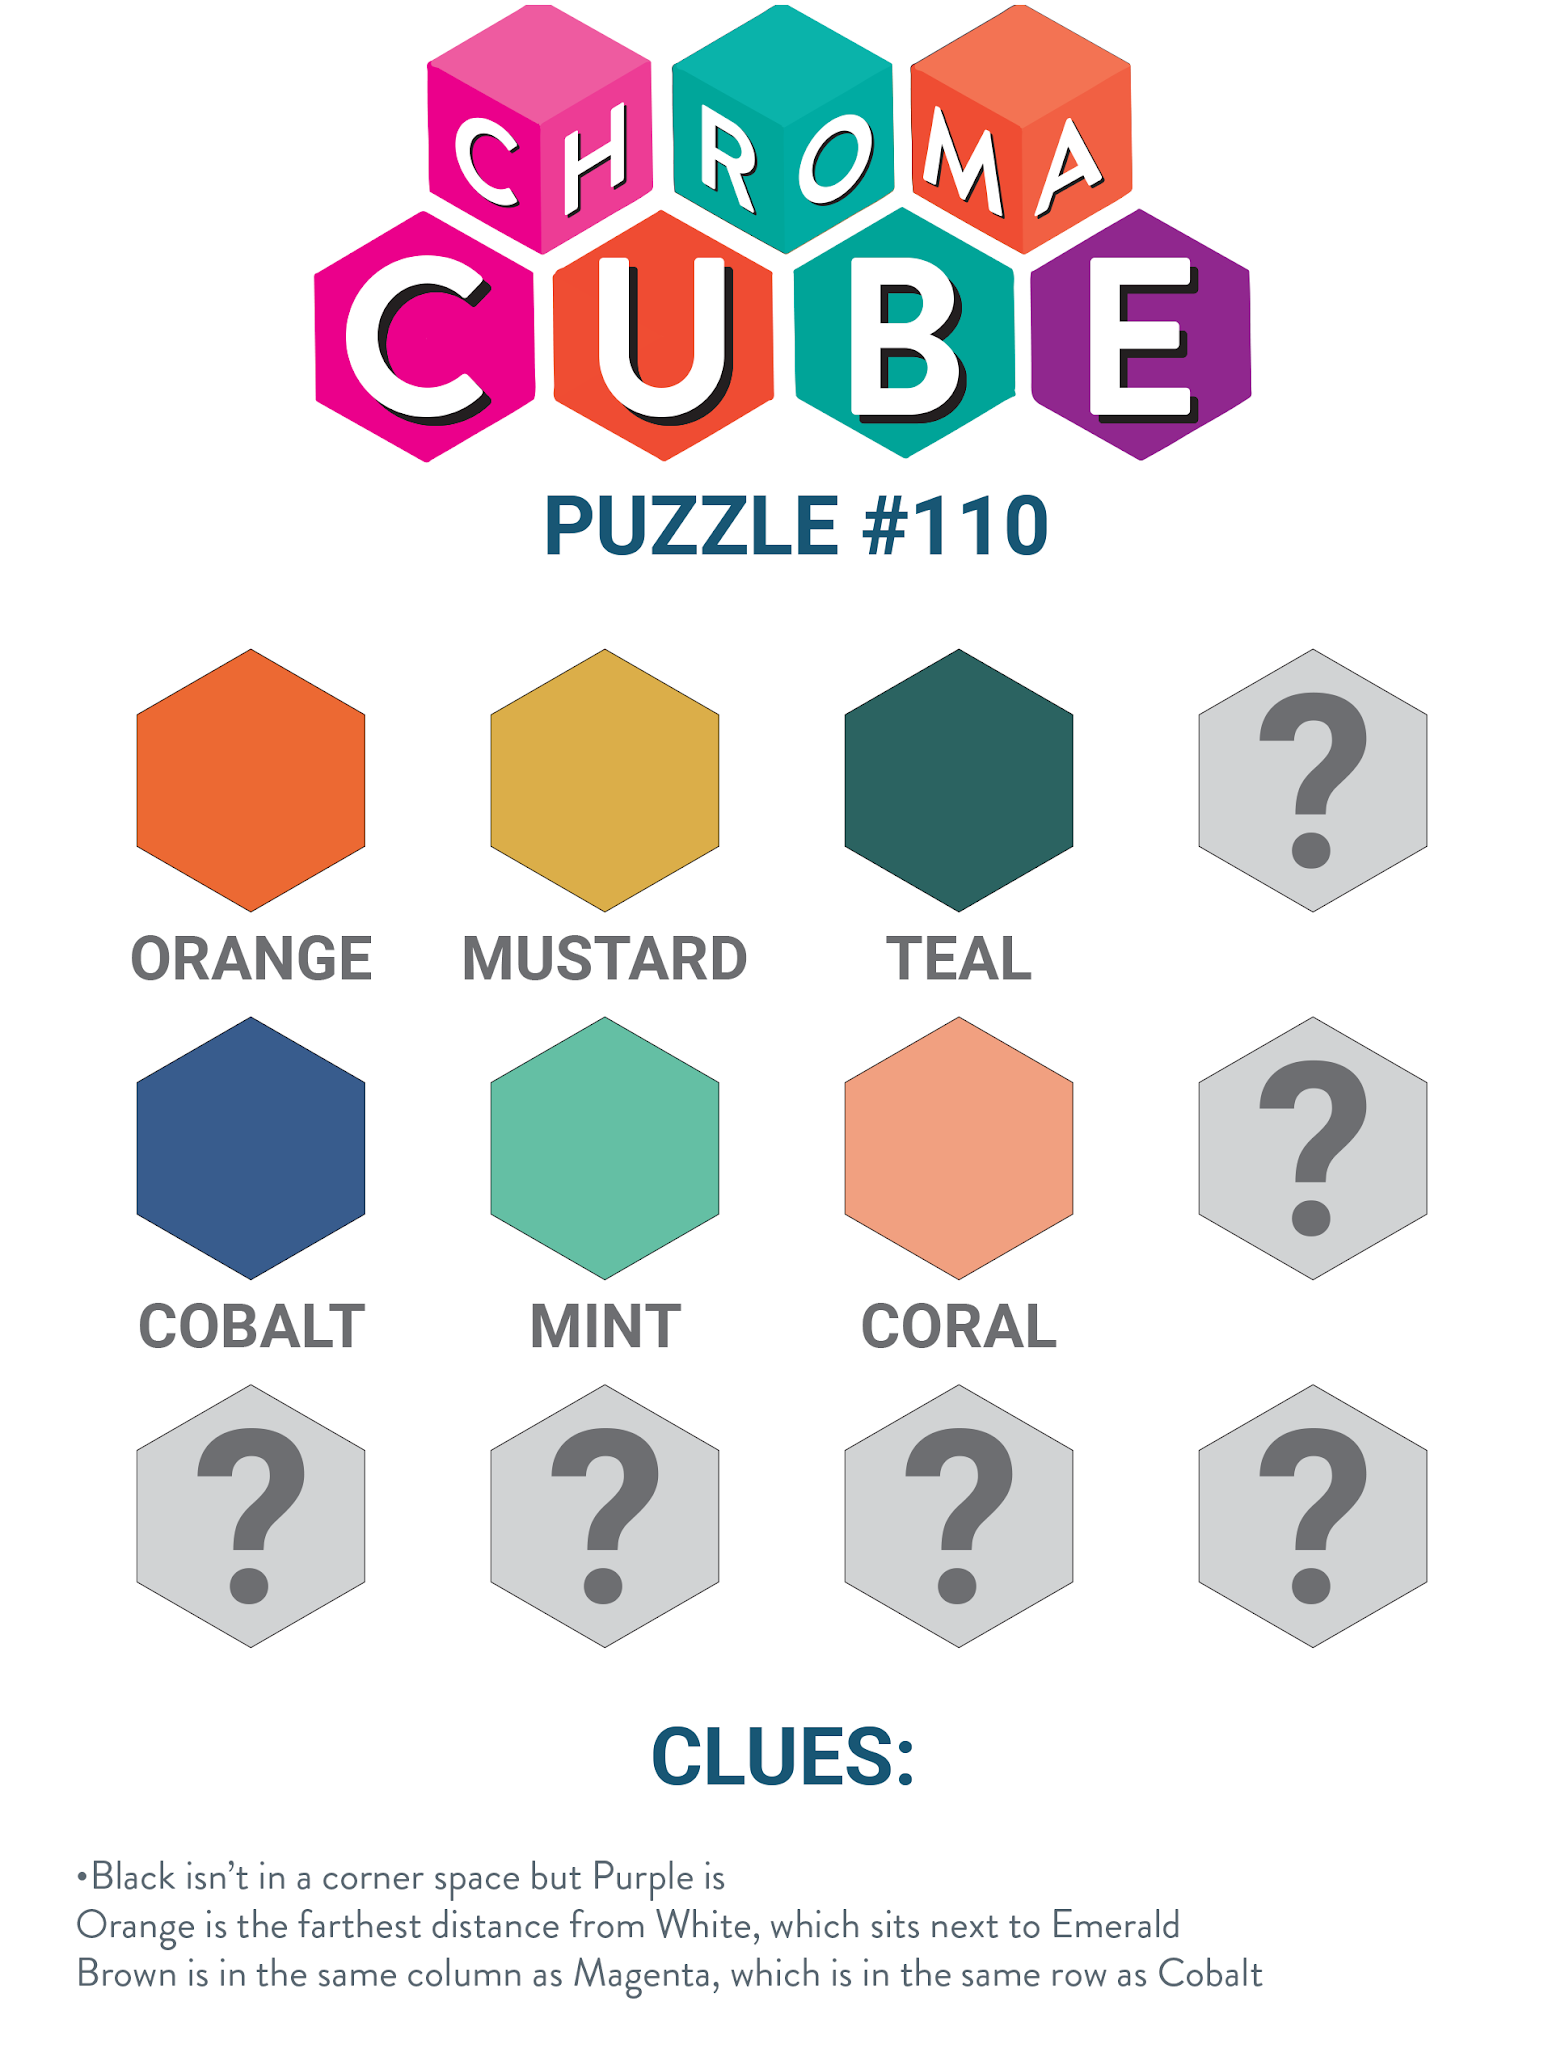 CHROMA
CUBE
PUZZLE #110
?
ORANGE MUSTARD TEAL
?
COBALT MINT CORAL
? ? ? ?
CLUES:
•Black isn't in a corner space but Purple is
Orange is the farthest distance from White, which sits next to Emerald
Brown is in the same column as Magenta, which is in the same row as Cobalt